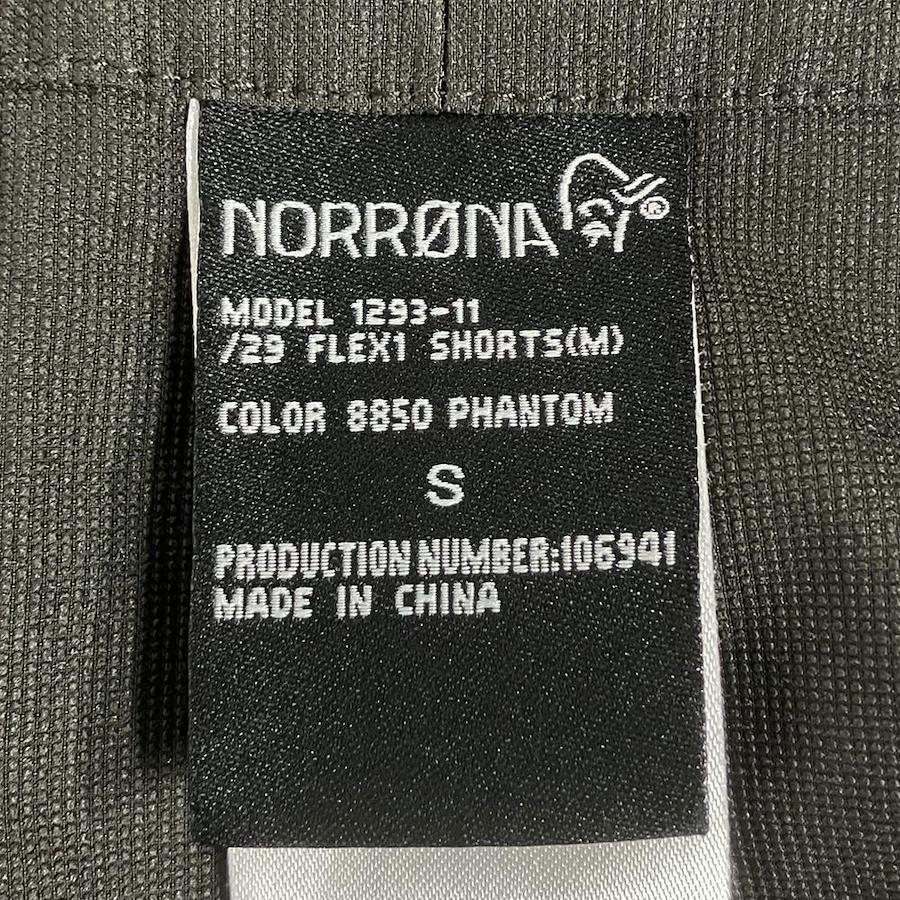 NORRØNA ®
MODEL 1293-11
/29 FLEX1 SHORTS(M)
COLOR 8850 PHANTOM
S
PRODUCTION NUMBER:106941
MADE IN CHINA